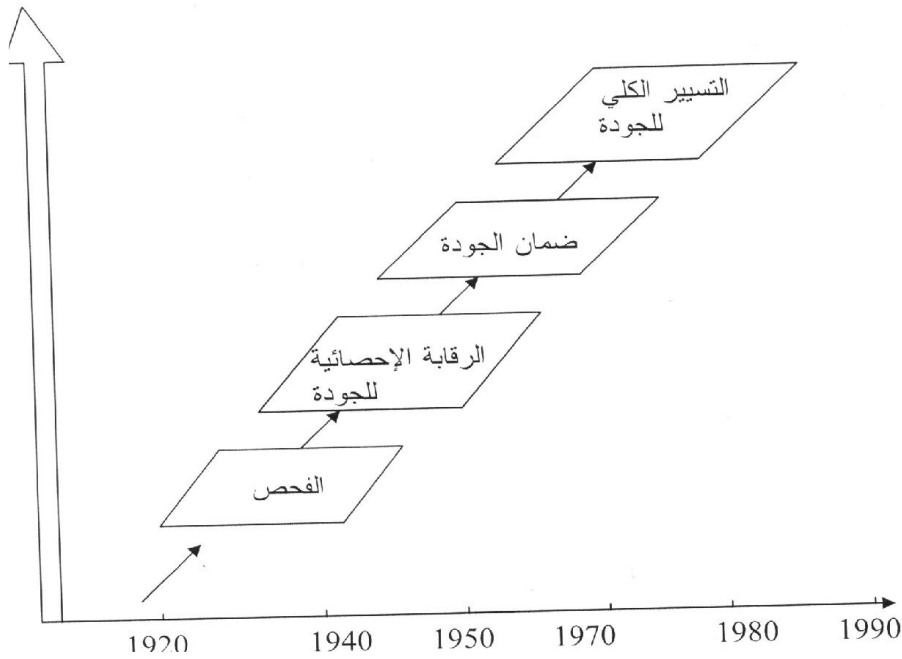 التسيير الكلي
للجودة
ضمان الجودة
الرقابة الإحصائية
للجودة
الفحص
1920 1940 1950 1970 1980 1990